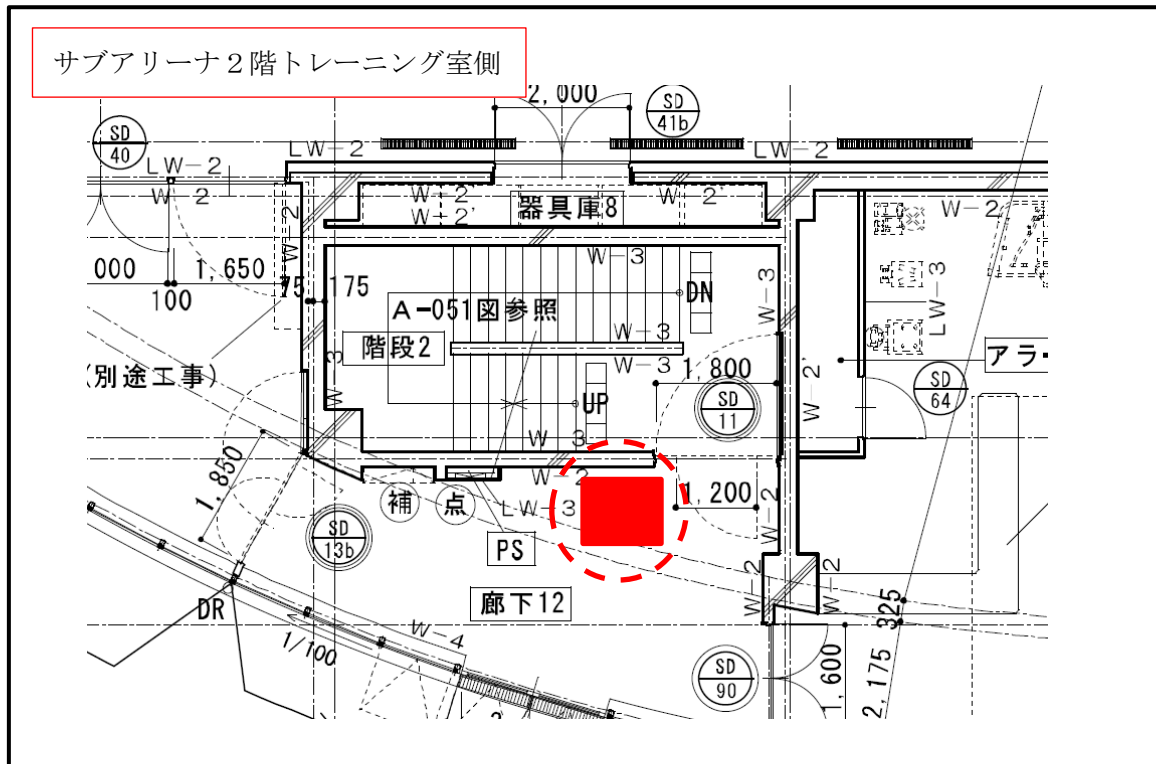 サブアリーナ2階トレーニング室側
2,000
SD
41b
SD
40
LW-2
LW-2
LW-2
W-2
W-2
W-2'
W-2'
器具庫8
W-2'
W-2
W-2
W-3
LW-3
000
1,650
100
75
175
A-051図参照
DN
W-3
W-3
W-3
階段2
W-3
1,800
W-2'
アラー
SD
64
(別途工事)
UP
SD
11
W-3
W-2
1,850
補
点
LW-3
1,200
W-2
SD
13b
PS
廊下12
W-2
W-2
DR
1/100
W-4
325
SD
90
1,600
2,175